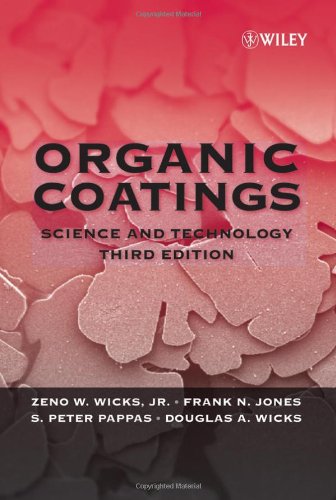 WILEY
ORGANIC
COATINGS
SCIENCE AND TECHNOLOGY
THIRD EDITION
ZENO W. WICKS, JR. • FRANK N. JONES
S. PETER PAPPAS • DOUGLAS A. WICKS